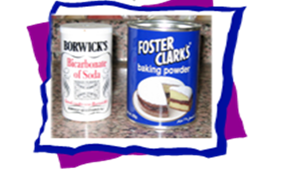 BORWICK'S
Bicarbonate
of Soda
FOSTER
CLARK'S
baking powder